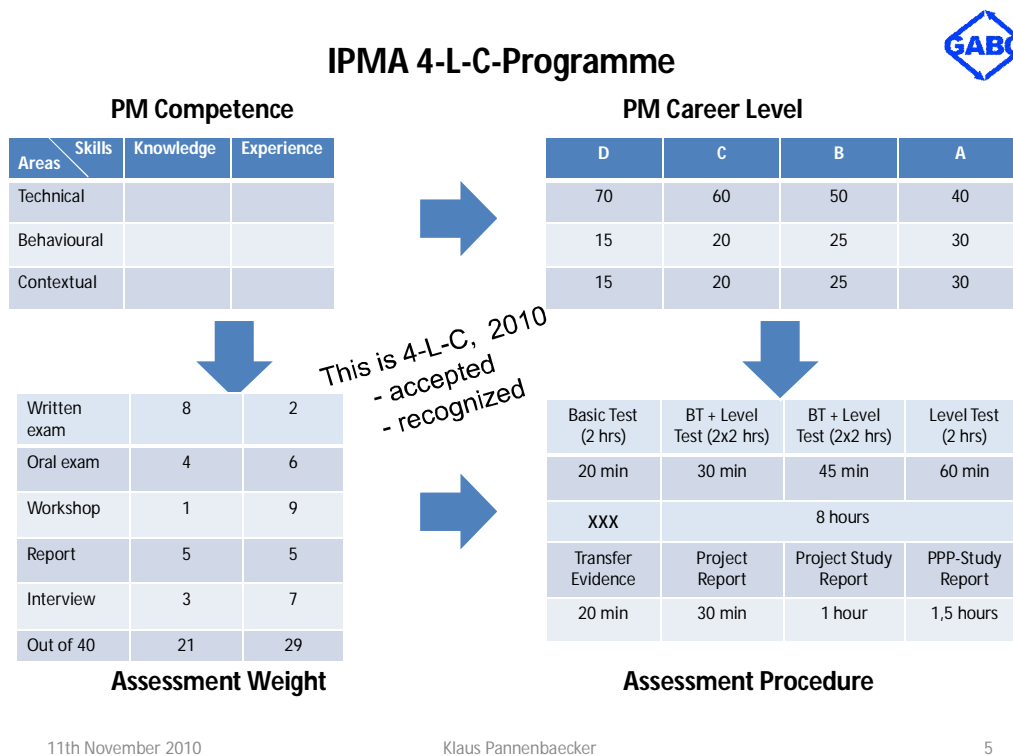 IPMA 4-L-C-Programme
GABO
PM Competence
PM Career Level
Skills
Areas
Knowledge Experience
Technical
Behavioural
Contextual
D C B A
70 60 50 40
15 20 25 30
15 20 25 30
This is 4-L-C, 2010
- accepted
- recognized
Written
exam
8 2
Oral exam 4 6
Workshop 1 9
Report 5 5
Interview 3 7
Out of 40 21 29
Assessment Weight
Basic Test BT + Level BT + Level Level Test
(2 hrs) Test (2x2 hrs) Test (2x2 hrs) (2 hrs)
20 min 30 min 45 min 60 min
XXX 8 hours
Transfer Project Project Study PPP-Study
Evidence Report Report Report
20 min 30 min 1 hour 1,5 hours
Assessment Procedure
11th November 2010 Klaus Pannenbaecker 5